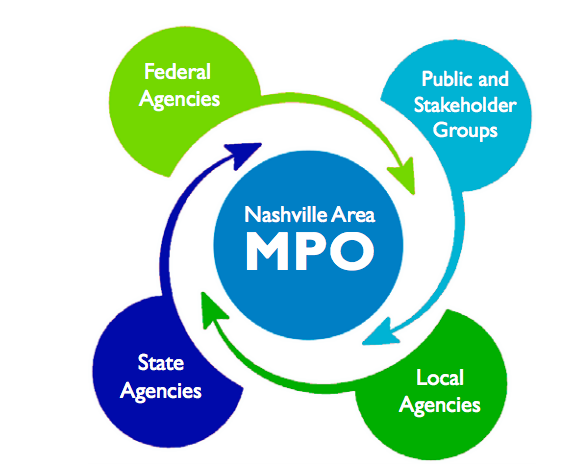 Federal
Agencies
Public and
Stakeholder
Groups
Nashville Area
MPO
State
Agencies
Local
Agencies